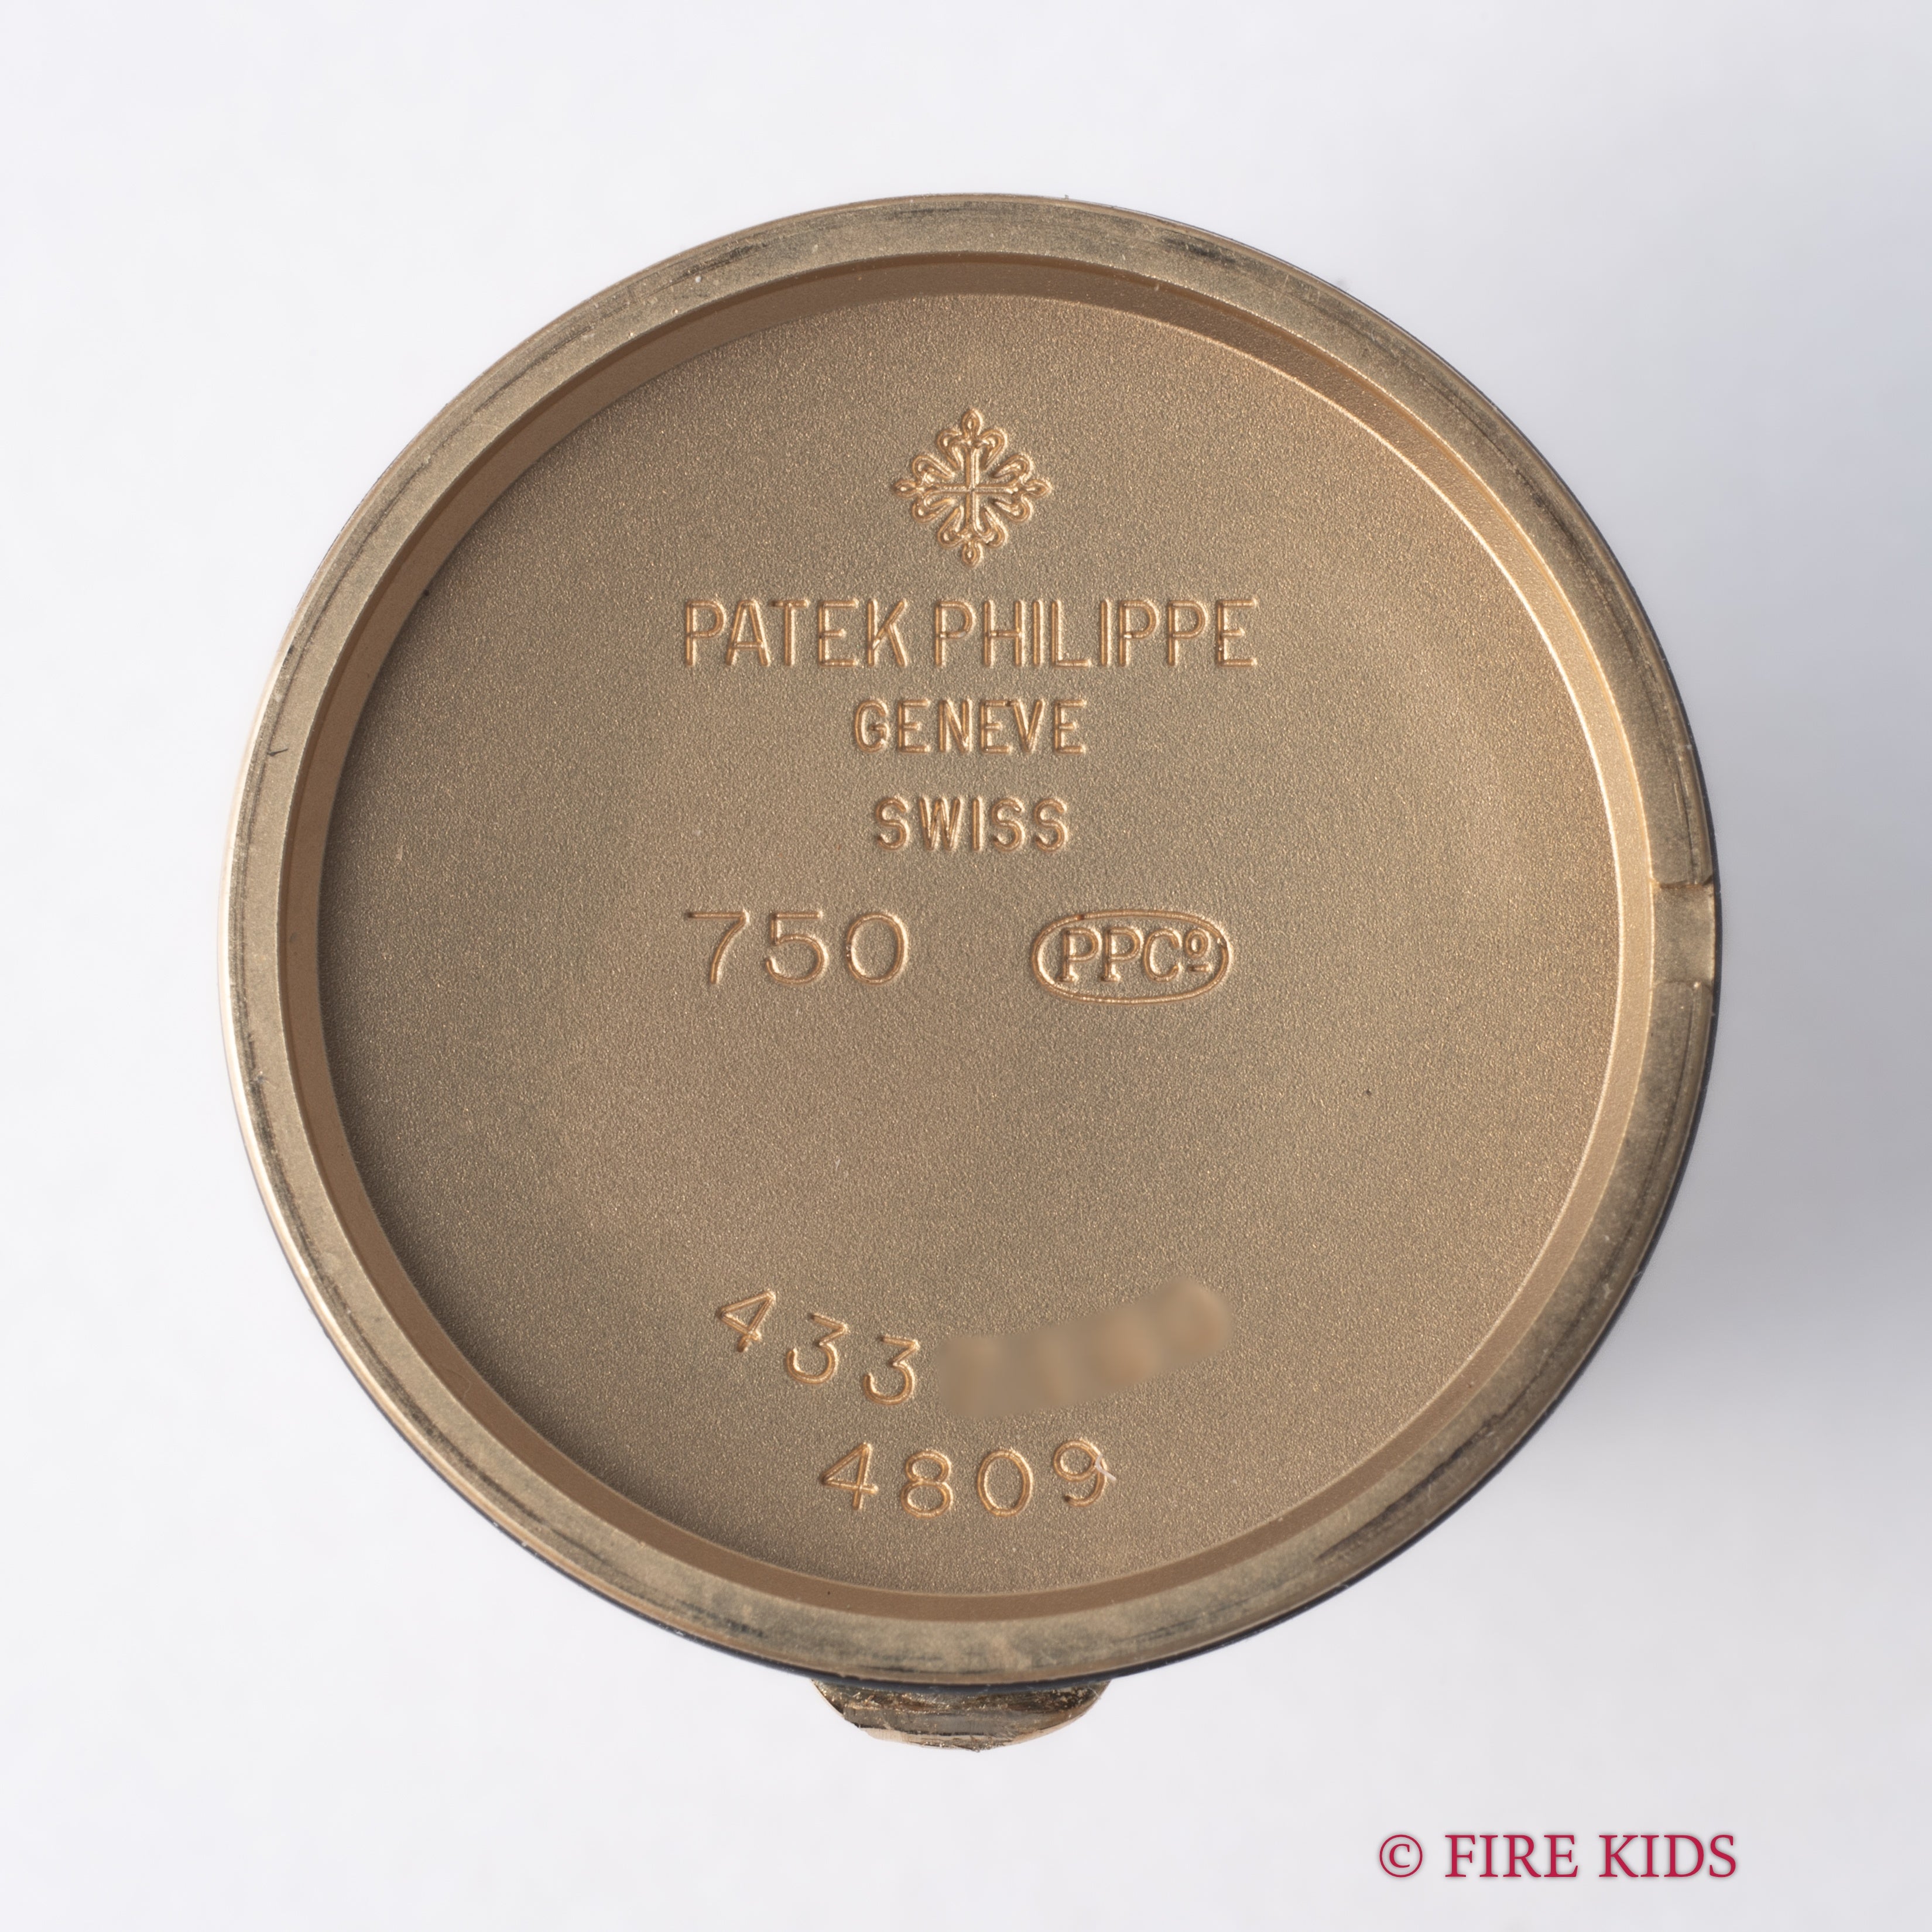 PATEK PHILIPPE
GENEVE
SWISS
750 PPCº
433
4809
© FIRE KIDS